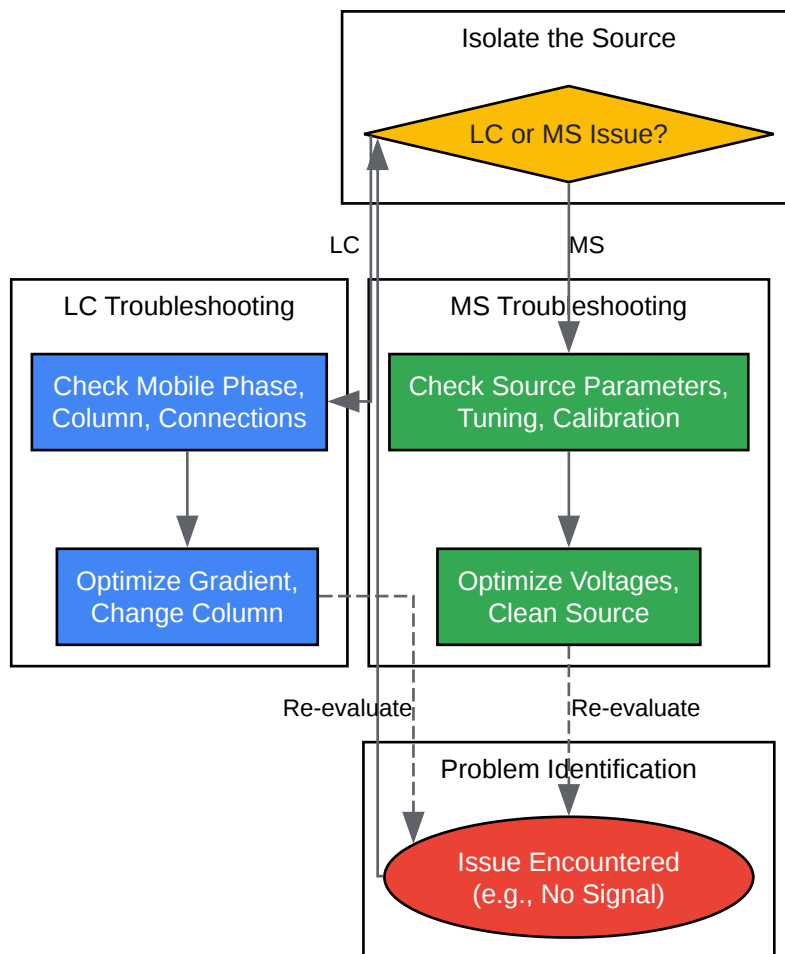 Isolate the Source
LC or MS Issue?
LC
MS
LC Troubleshooting
Check Mobile Phase,
Column, Connections
Optimize Gradient,
Change Column
MS Troubleshooting
Check Source Parameters,
Tuning, Calibration
Optimize Voltages,
Clean Source
Re-evaluate
Re-evaluate
Problem Identification
Issue Encountered
(e.g., No Signal)